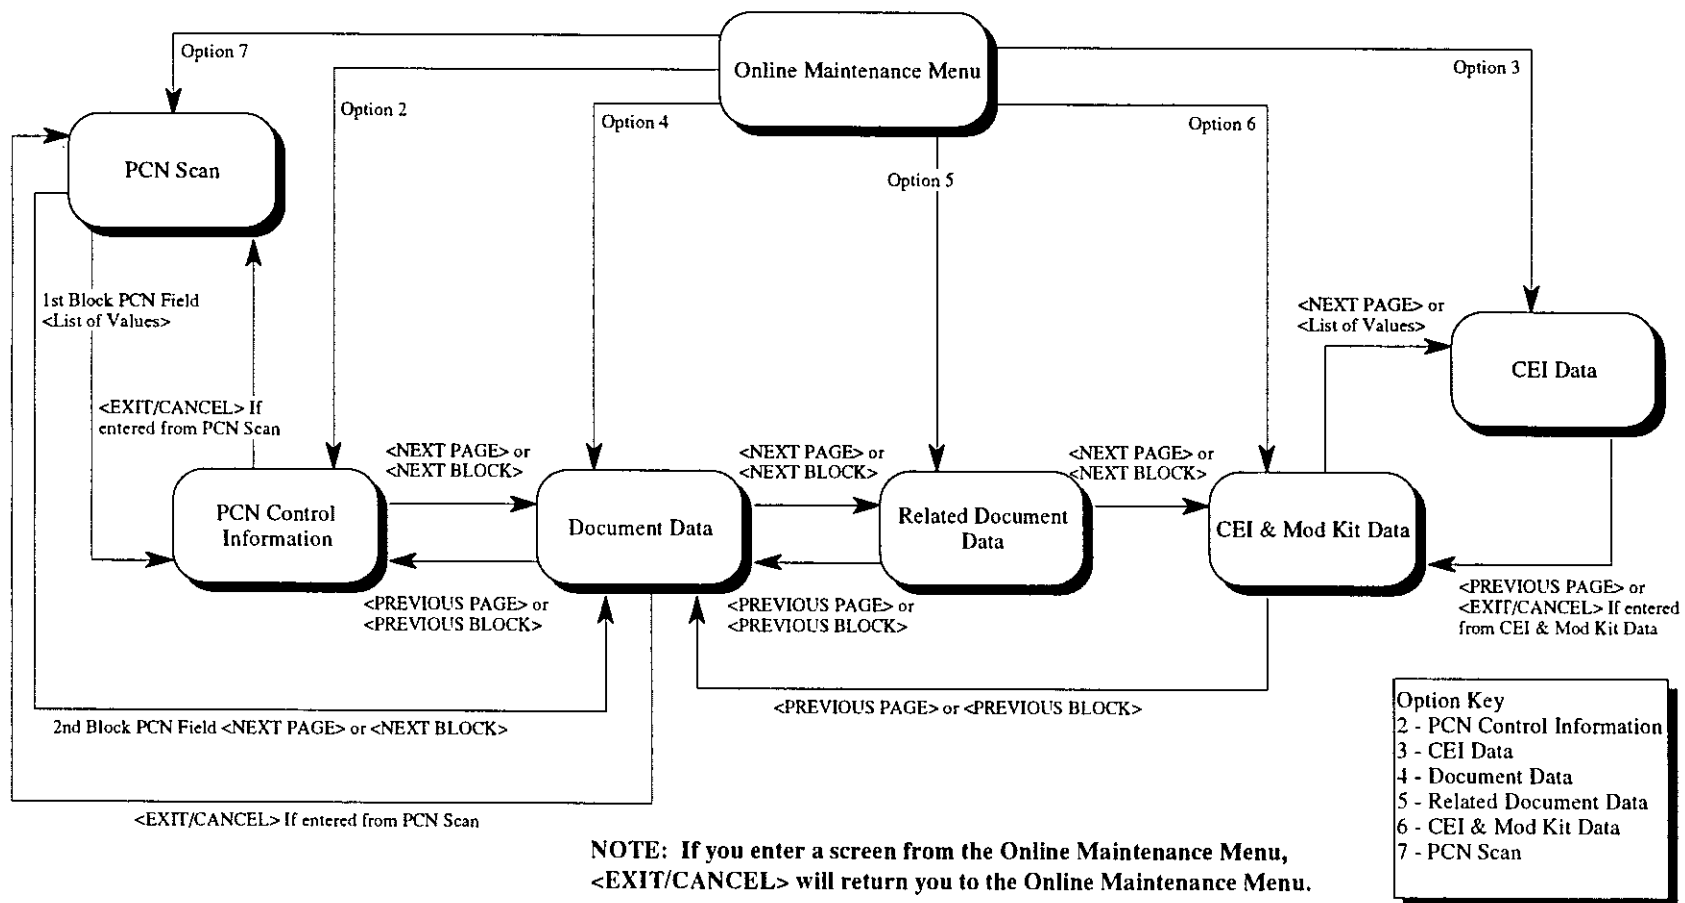 Online Maintenance Menu
Option 7
Option 3
Option 2
Option 4
Option 6
Option 5
PCN Scan
1st Block PCN Field
<List of Values>
<NEXT PAGE> or
<List of Values>
CEI Data
<EXIT/CANCEL> If
entered from PCN Scan
<NEXT PAGE> or
<NEXT BLOCK>
<NEXT PAGE> or
<NEXT BLOCK>
<NEXT PAGE> or
<NEXT BLOCK>
PCN Control
Information
Document Data
Related Document
Data
CEI & Mod Kit Data
<PREVIOUS PAGE> or
<PREVIOUS BLOCK>
<PREVIOUS PAGE> or
<PREVIOUS BLOCK>
<PREVIOUS PAGE> or
<EXIT/CANCEL> If entered
from CEI & Mod Kit Data
2nd Block PCN Field <NEXT PAGE> or <NEXT BLOCK>
<PREVIOUS PAGE> or <PREVIOUS BLOCK>
<EXIT/CANCEL> If entered from PCN Scan
Option Key
2 - PCN Control Information
3 - CEI Data
4 - Document Data
5 - Related Document Data
6 - CEI & Mod Kit Data
7 - PCN Scan
NOTE: If you enter a screen from the Online Maintenance Menu,
<EXIT/CANCEL> will return you to the Online Maintenance Menu.